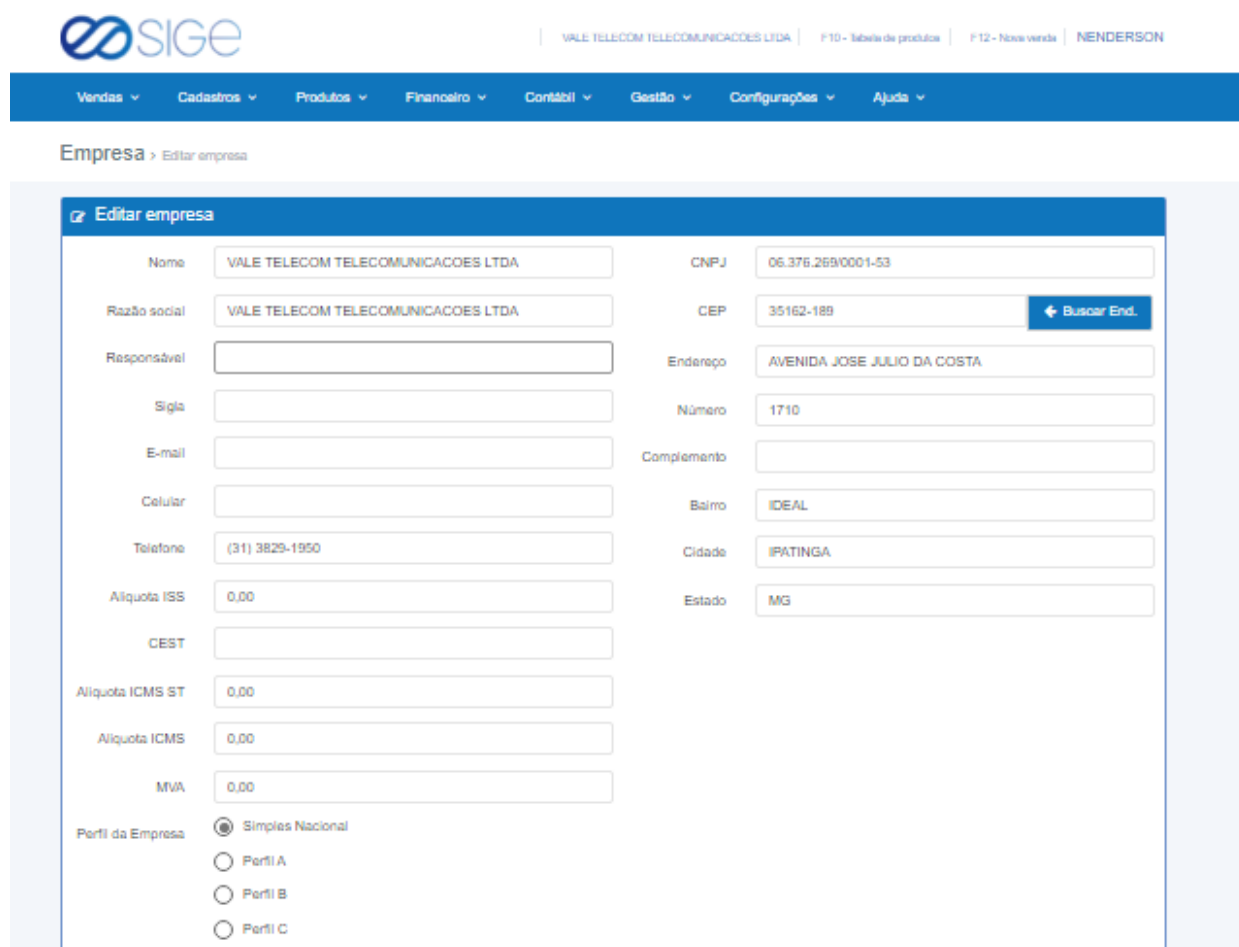 SIGE
VALE TELECOM TELECOMUNICACOES LTDA F10 - Tabela de produtos F12 - Nova venda NENDERSON
Vendas Cadastros Produtos Financeiro Contábil Gestão Configurações Ajuda
Empresa > Editar empresa
Editar empresa
Nome VALE TELECOM TELECOMUNICACOES LTDA CNPJ 06.376.269/0001-53
Razão social VALE TELECOM TELECOMUNICACOES LTDA CEP 35162-189 Buscar End.
Responsável Endereço AVENIDA JOSE JULIO DA COSTA
Sigla Número 1710
E-mail Complemento
Celular Bairro IDEAL
Telefone (31) 3829-1950 Cidade IPATINGA
Aliquota ISS 0,00 Estado MG
CEST
Aliquota ICMS ST 0,00
Aliquota ICMS 0,00
MVA 0,00
Perfil da Empresa Simples Nacional
Perfil A
Perfil B
Perfil C